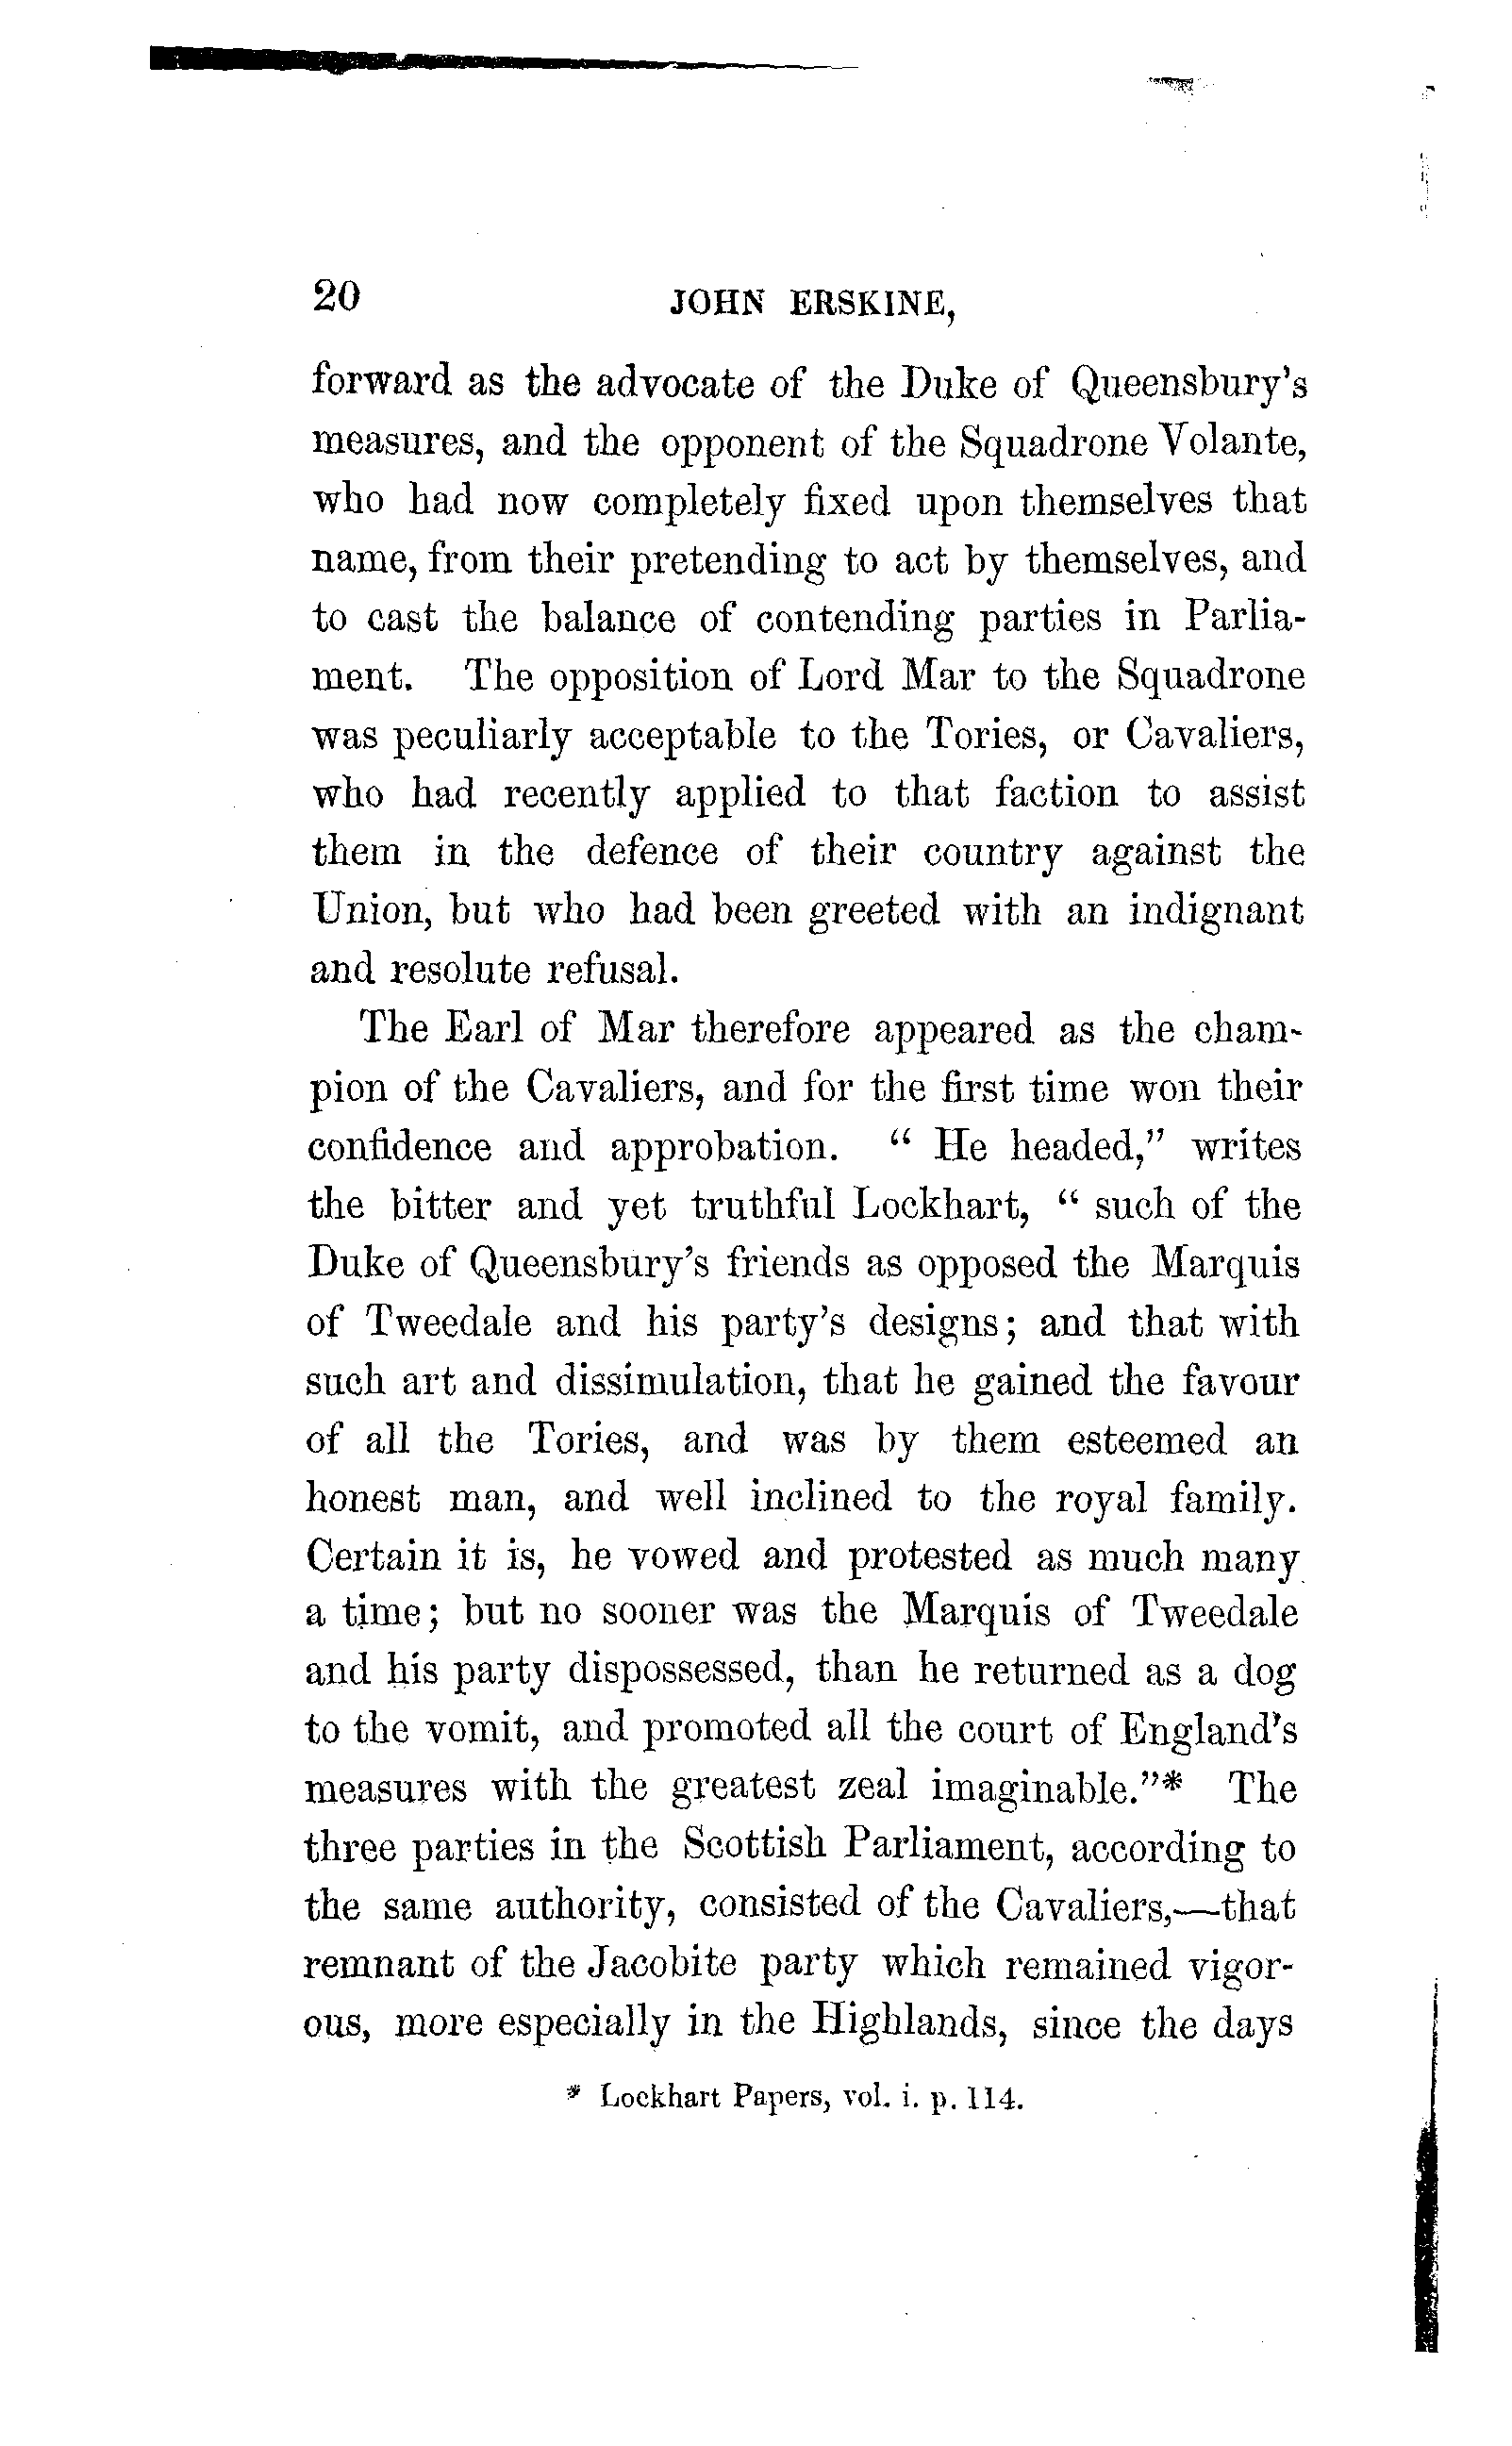 20 JOHN ERSKINE,
forward as the advocate of the Duke of Queensbury's
measures, and the opponent of the Squadrone Volante,
who had now completely fixed upon themselves that
name, from their pretending to act by themselves, and
to cast the balance of contending parties in Parlia-
ment. The opposition of Lord Mar to the Squadrone
was peculiarly acceptable to the Tories, or Cavaliers,
who had recently applied to that faction to assist
them in the defence of their country against the
Union, but who had been greeted with an indignant
and resolute refusal.
The Earl of Mar therefore appeared as the cham-
pion of the Cavaliers, and for the first time won their
confidence and approbation. “ He headed,” writes
the bitter and yet truthful Lockhart, “ such of the
Duke of Queensbury's friends as opposed the Marquis
of Tweedale and his party's designs; and that with
such art and dissimulation, that he gained the favour
of all the Tories, and was by them esteemed an
honest man, and well inclined to the royal family.
Certain it is, he vowed and protested as much many
a time; but no sooner was the Marquis of Tweedale
and his party dispossessed, than he returned as a dog
to the vomit, and promoted all the court of England's
measures with the greatest zeal imaginable.”* The
three parties in the Scottish Parliament, according to
the same authority, consisted of the Cavaliers,—that
remnant of the Jacobite party which remained vigor-
ous, more especially in the Highlands, since the days
* Lockhart Papers, vol. i. p. 114.